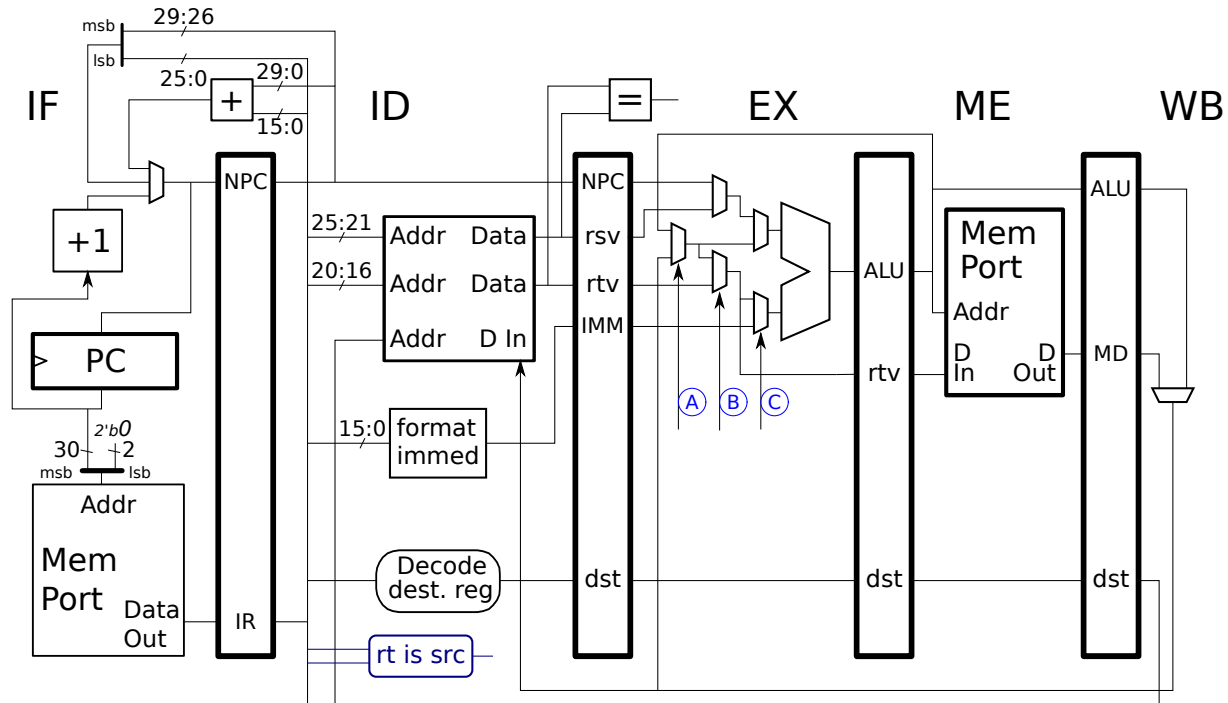 29:26
msb
lsb
25:0
29:0
+
15:0
=
IF
ID
EX
ME
WB
NPC
NPC
ALU
+1
25:21
Addr
Data
rsv
Mem
Port
20:16
Addr
Data
rtv
ALU
Addr
Addr
D In
IMM
PC
D
In
D
Out
MD
rtv
A
B
C
15:0
format
immed
2'b0
30
2
msb
lsb
Addr
Mem
Port
Data
Out
Decode
dest. reg
dst
dst
dst
IR
rt is src